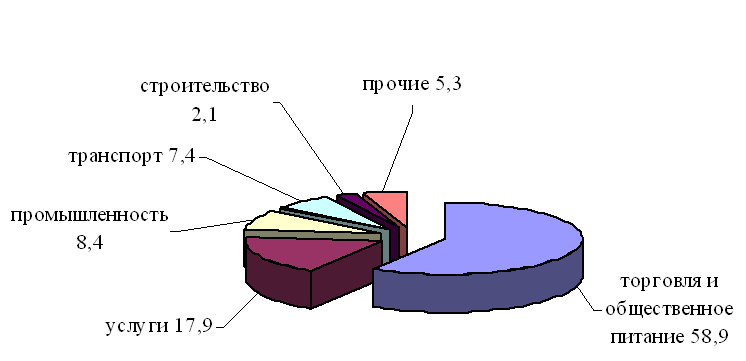 строительство
2,1
прочие 5,3
транспорт 7,4
промышленность
8,4
услуги 17,9
торговля и
общественное
питание 58,9